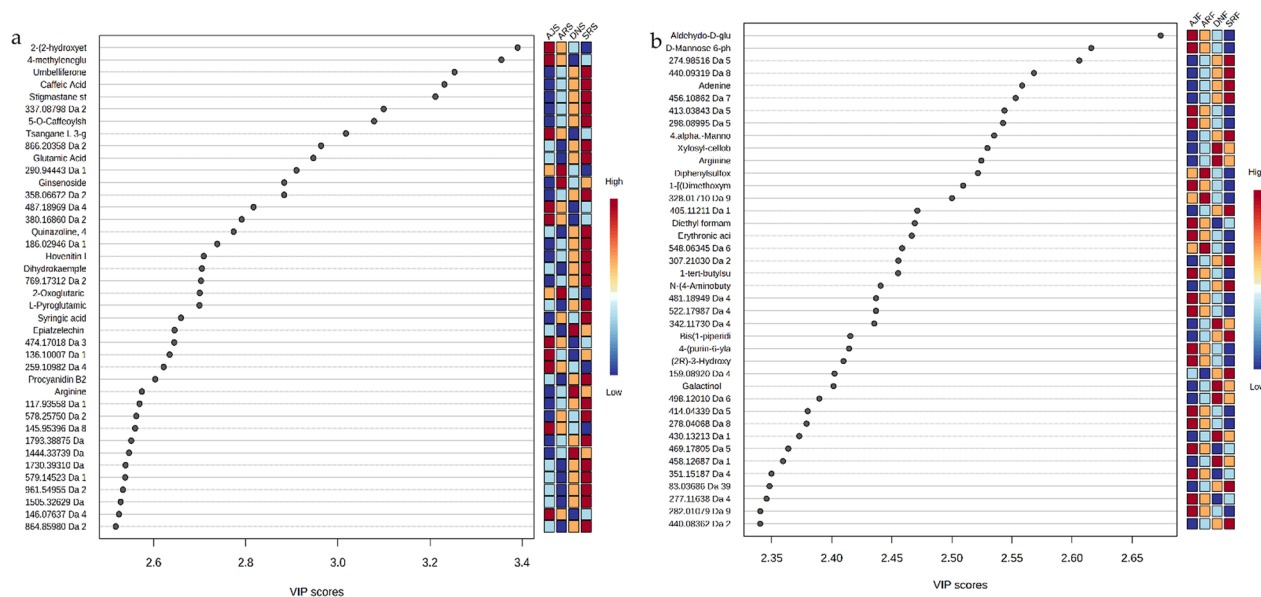 a
AJS ARS DNS SRS
2-(2-hydroxyet
4-methyleneglu
Umbelliferone
Caffeic Acid
Stigmastane st
337.08793 Da 2
5-O-Caffeoylsh
Tsangane L 3-g
866.20358 Da 2
Glutamic Acid
290.94443 Da 1
Ginsenoside
358.06672 Da 2
487.18969 Da 4
380.16860 Da 2
Quinazoline, 4
186.02946 Da 1
Hovenitin I
Dihydrokaempfe
769.17312 Da 2
2-Oxoglutaric
L-Pyroglutamic
Syringic acid
Epiafzelechin
474.17018 Da 3
136.10007 Da 1
259.10982 Da 4
Procyanidin B2
Arginine
117.93558 Da 1
578.25750 Da 2
145.95396 Da 8
1793.38875 Da
1444.33739 Da
1730.39310 Da
579.14523 Da 1
961.54955 Da 2
1505.32629 Da
146.07637 Da 4
864.85980 Da 2
2.6 2.8 3.0 3.2 3.4
VIP scores
High
Low
b
AJF ARF DNF SRF
Aldehydo-D-glu
D-Mannose 6-ph
274.98516 Da 5
440.09319 Da 8
Adenine
456.10862 Da 7
413.03843 Da 5
298.08995 Da 5
4.alpha.-Manno
Xylosyl-cellob
Arginine
Diphenylsulfox
1-[(Dimethoxym
328.01710 Da 9
405.11211 Da 1
Diethyl formam
Erythronic aci
548.06345 Da 6
307.21030 Da 2
1-tert-butylsu
N-(4-Aminobuty
481.18949 Da 4
522.17987 Da 4
342.11730 Da 4
Bis(1-piperidi
4-(purin-6-yla
(2R)-3-Hydroxy
159.08920 Da 4
Galactinol
498.12010 Da 6
414.04339 Da 5
278.04068 Da 8
430.13213 Da 1
469.17805 Da 5
458.12687 Da 1
351.15187 Da 4
83.03686 Da 39
277.11638 Da 4
282.01079 Da 9
440.08362 Da 2
2.35 2.40 2.45 2.50 2.55 2.60 2.65
VIP scores